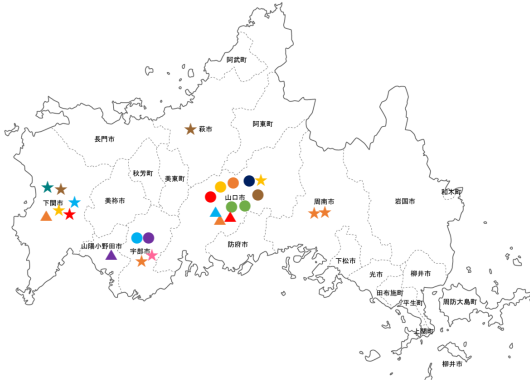 阿武町
阿東町
萩市
長門市
秋芳町
美東町
美祢市
下関市
山口市
周南市
岩国市
和木町
山陽小野田市
宇部市
防府市
下松市
光市
柳井市
田布施町
平生町
周防大島町
上関町
柳井市